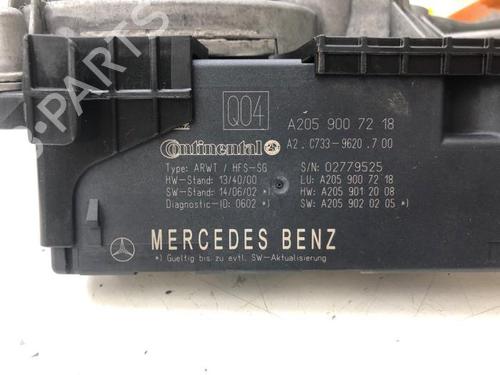 Q04
A205 900 72 18
Continental
A2.C733-9620.700
Type: ARWT / HFS-SG
S/N: 02779525
HW-Stand: 13/40/00
LU: A205 900 72 18
SW-Stand: 14/06/02 *)
HW: A205 901 20 08
Diagnostic-ID: 0602 *)
SW: A205 902 02 05 *)
MERCEDES BENZ
*) Gueltig bis zu evtl. SW-Aktualisierung
PARTS